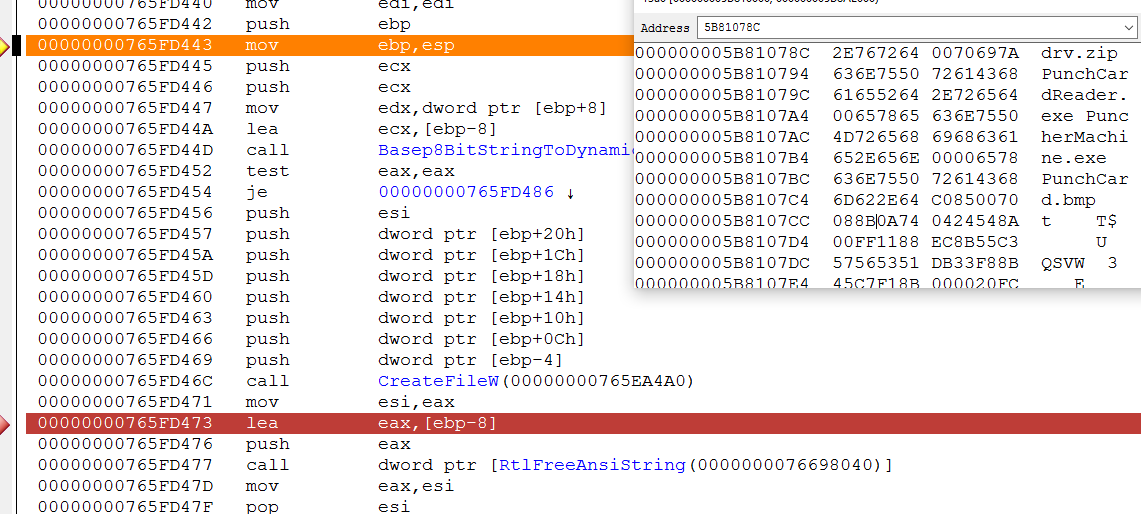 00000000765FD440 mov edi,edi
00000000765FD442 push ebp
00000000765FD443 mov ebp,esp
00000000765FD445 push ecx
00000000765FD446 push ecx
00000000765FD447 mov edx,dword ptr [ebp+8]
00000000765FD44A lea ecx,[ebp-8]
00000000765FD44D call Basep8BitStringToDynami
00000000765FD452 test eax,eax
00000000765FD454 je 00000000765FD486 ↓
00000000765FD456 push esi
00000000765FD457 push dword ptr [ebp+20h]
00000000765FD45A push dword ptr [ebp+1Ch]
00000000765FD45D push dword ptr [ebp+18h]
00000000765FD460 push dword ptr [ebp+14h]
00000000765FD463 push dword ptr [ebp+10h]
00000000765FD466 push dword ptr [ebp+0Ch]
00000000765FD469 push dword ptr [ebp-4]
00000000765FD46C call CreateFileW(00000000765EA4A0)
00000000765FD471 mov esi,eax
00000000765FD473 lea eax,[ebp-8]
00000000765FD476 push eax
00000000765FD477 call dword ptr [RtlFreeAnsiString(0000000076698040)]
00000000765FD47D mov eax,esi
00000000765FD47F pop esi
Address 5B81078C
000000005B81078C 2E767264 0070697A drv.zip
000000005B810794 636E7550 72614368 PunchCar
000000005B81079C 61655264 2E726564 dReader.
000000005B8107A4 00657865 636E7550 exe Punc
000000005B8107AC 4D726568 69686361 herMachi
000000005B8107B4 652E656E 00006578 ne.exe
000000005B8107BC 636E7550 72614368 PunchCar
000000005B8107C4 6D622E64 C0850070 d.bmp
000000005B8107CC 088B0A74 0424548A t T$
000000005B8107D4 00FF1188 EC8B55C3 U
000000005B8107DC 57565351 DB33F88B QSVW 3
000000005B8107E4 45C7F18B 000020FC E